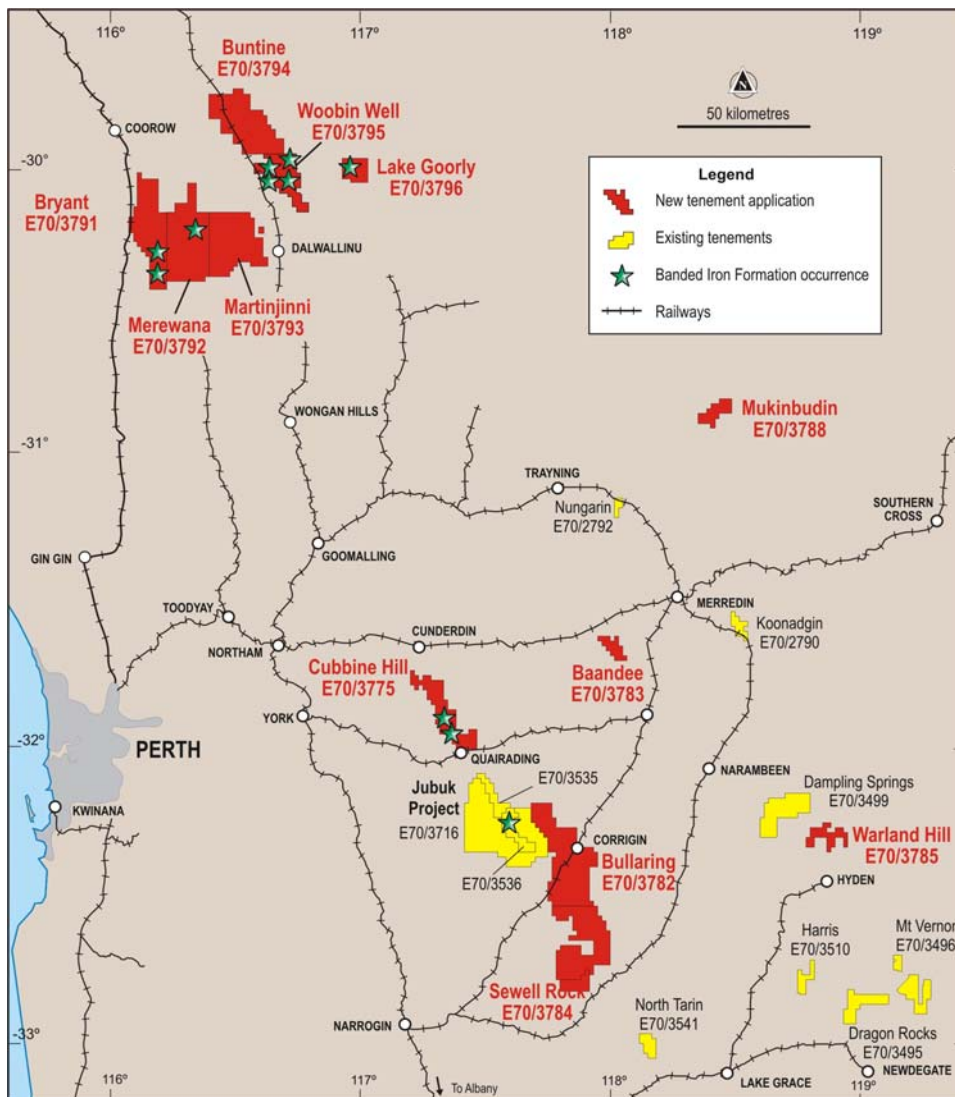 116°
117°
118°
119°
Buntine
E70/3794
Woobin Well
E70/3795
50 kilometres
COOROW
-30°
Lake Goorly
E70/3796
Legend
New tenement application
Existing tenements
Banded Iron Formation occurrence
Railways
Bryant
E70/3791
DALWALLINU
Martinjinni
E70/3793
Merewana
E70/3792
WONGAN HILLS
Mukinbudin
E70/3788
-31°
TRAYNING
Nungarin
E70/2792
SOUTHERN
CROSS
GIN GIN
GOOMALLING
TOODYAY
MERREDIN
Koonadgin
E70/2790
NORTHAM
CUNDERDIN
Cubbine Hill
E70/3775
Baandee
E70/3783
YORK
-32°
PERTH
QUAIRADING
NARAMBEEN
KWINANA
Jubuk
Project
E70/3716
E70/3535
Dampling Springs
E70/3499
Warland Hill
E70/3785
CORRIGIN
E70/3536
Bullaring
E70/3782
HYDEN
Harris
E70/3510
Mt Vernon
E70/3496
Sewell Rock
E70/3784
-33°
NARROGIN
North Tarin
E70/3541
Dragon Rocks
E70/3495
LAKE GRACE
NEWDEGATE
116°
117°
To Albany
118°
119°